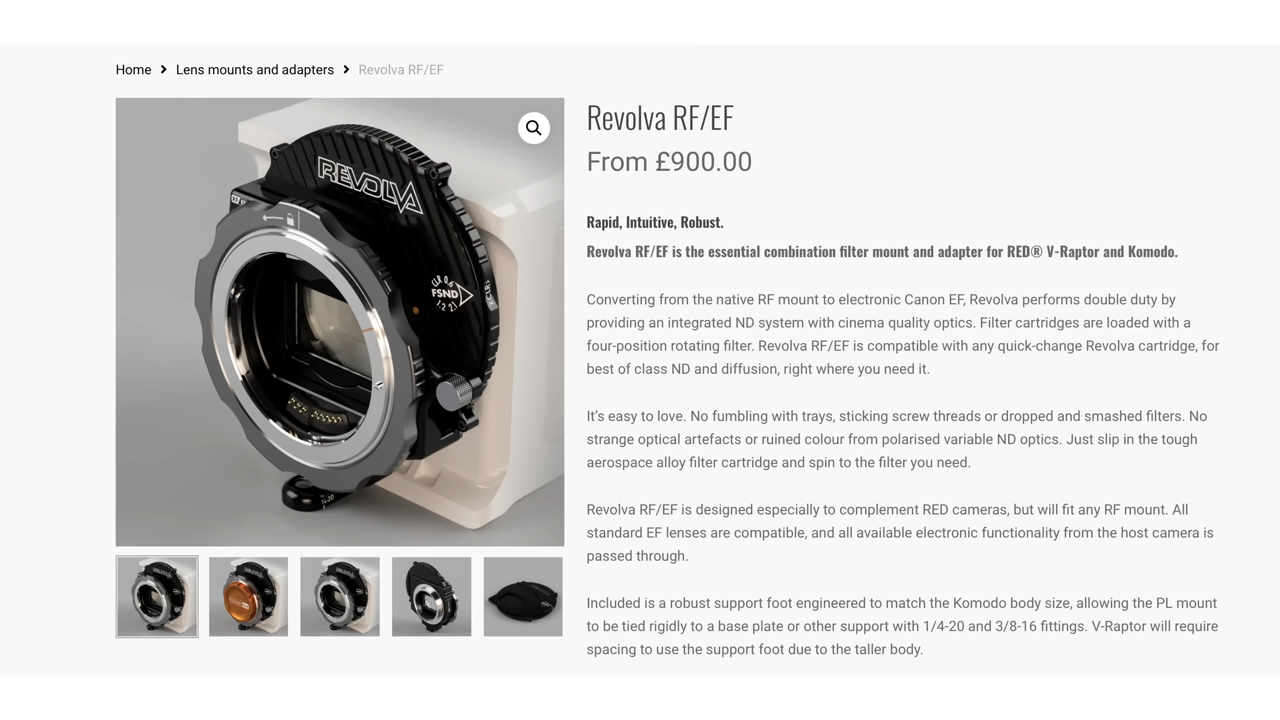 Home > Lens mounts and adapters > Revolva RF/EF
Revolva RF/EF
From £900.00
Rapid, Intuitive, Robust.
Revolva RF/EF is the essential combination filter mount and adapter for RED® V-Raptor and Komodo.
Converting from the native RF mount to electronic Canon EF, Revolva performs double duty by
providing an integrated ND system with cinema quality optics. Filter cartridges are loaded with a
four-position rotating filter. Revolva RF/EF is compatible with any quick-change Revolva cartridge, for
best of class ND and diffusion, right where you need it.
It’s easy to love. No fumbling with trays, sticking screw threads or dropped and smashed filters. No
strange optical artefacts or ruined colour from polarised variable ND optics. Just slip in the tough
aerospace alloy filter cartridge and spin to the filter you need.
Revolva RF/EF is designed especially to complement RED cameras, but will fit any RF mount. All
standard EF lenses are compatible, and all available electronic functionality from the host camera is
passed through.
Included is a robust support foot engineered to match the Komodo body size, allowing the PL mount
to be tied rigidly to a base plate or other support with 1/4-20 and 3/8-16 fittings. V-Raptor will require
spacing to use the support foot due to the taller body.
REVOLVA
CLR 0.6
FSND
1.2 2.1
CLR
1/4-20